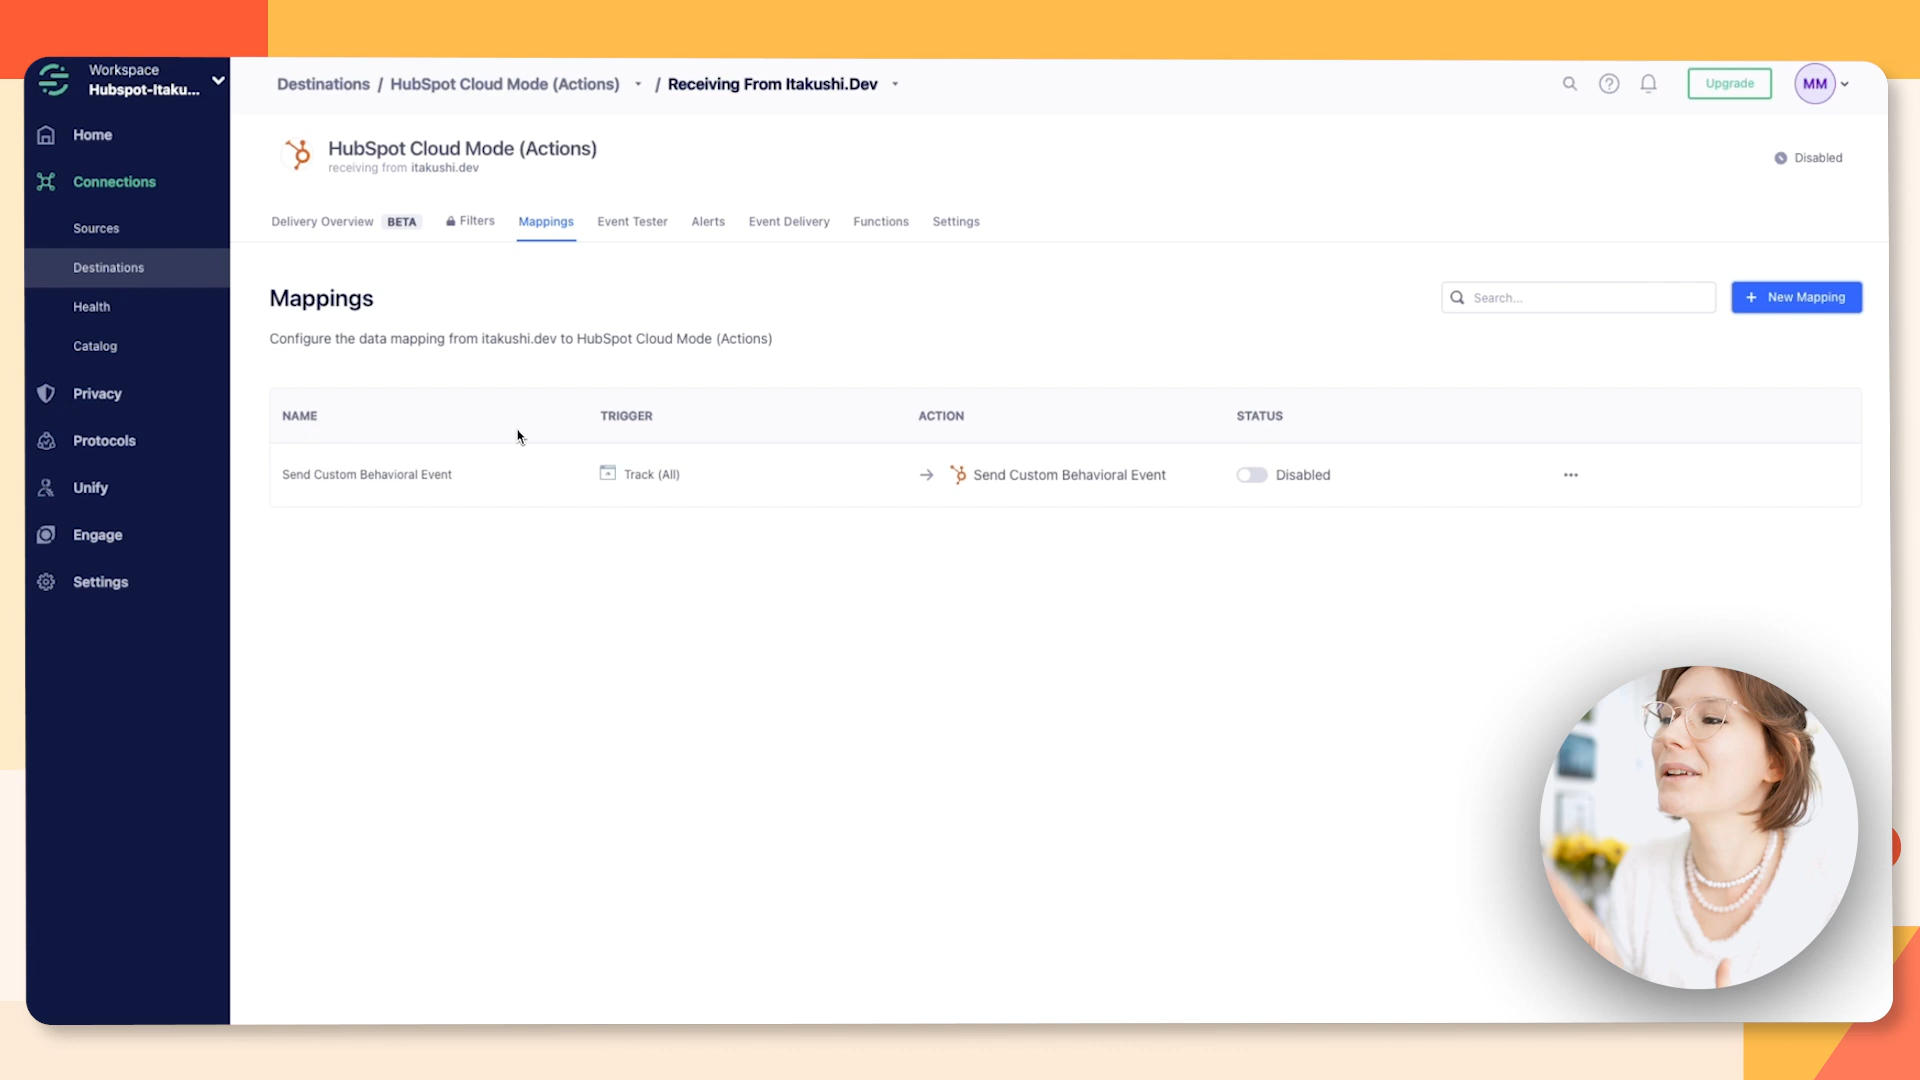 Workspace
Hubspot-Itaku...
Home
Connections
Sources
Destinations
Health
Catalog
Privacy
Protocols
Unify
Engage
Settings
Destinations / HubSpot Cloud Mode (Actions) / Receiving From Itakushi.Dev
Upgrade
MM
HubSpot Cloud Mode (Actions)
receiving from itakushi.dev
Disabled
Delivery Overview BETA Filters Mappings Event Tester Alerts Event Delivery Functions Settings
Mappings
Search...
+ New Mapping
Configure the data mapping from itakushi.dev to HubSpot Cloud Mode (Actions)
NAME TRIGGER ACTION STATUS
Send Custom Behavioral Event Track (All) → Send Custom Behavioral Event Disabled